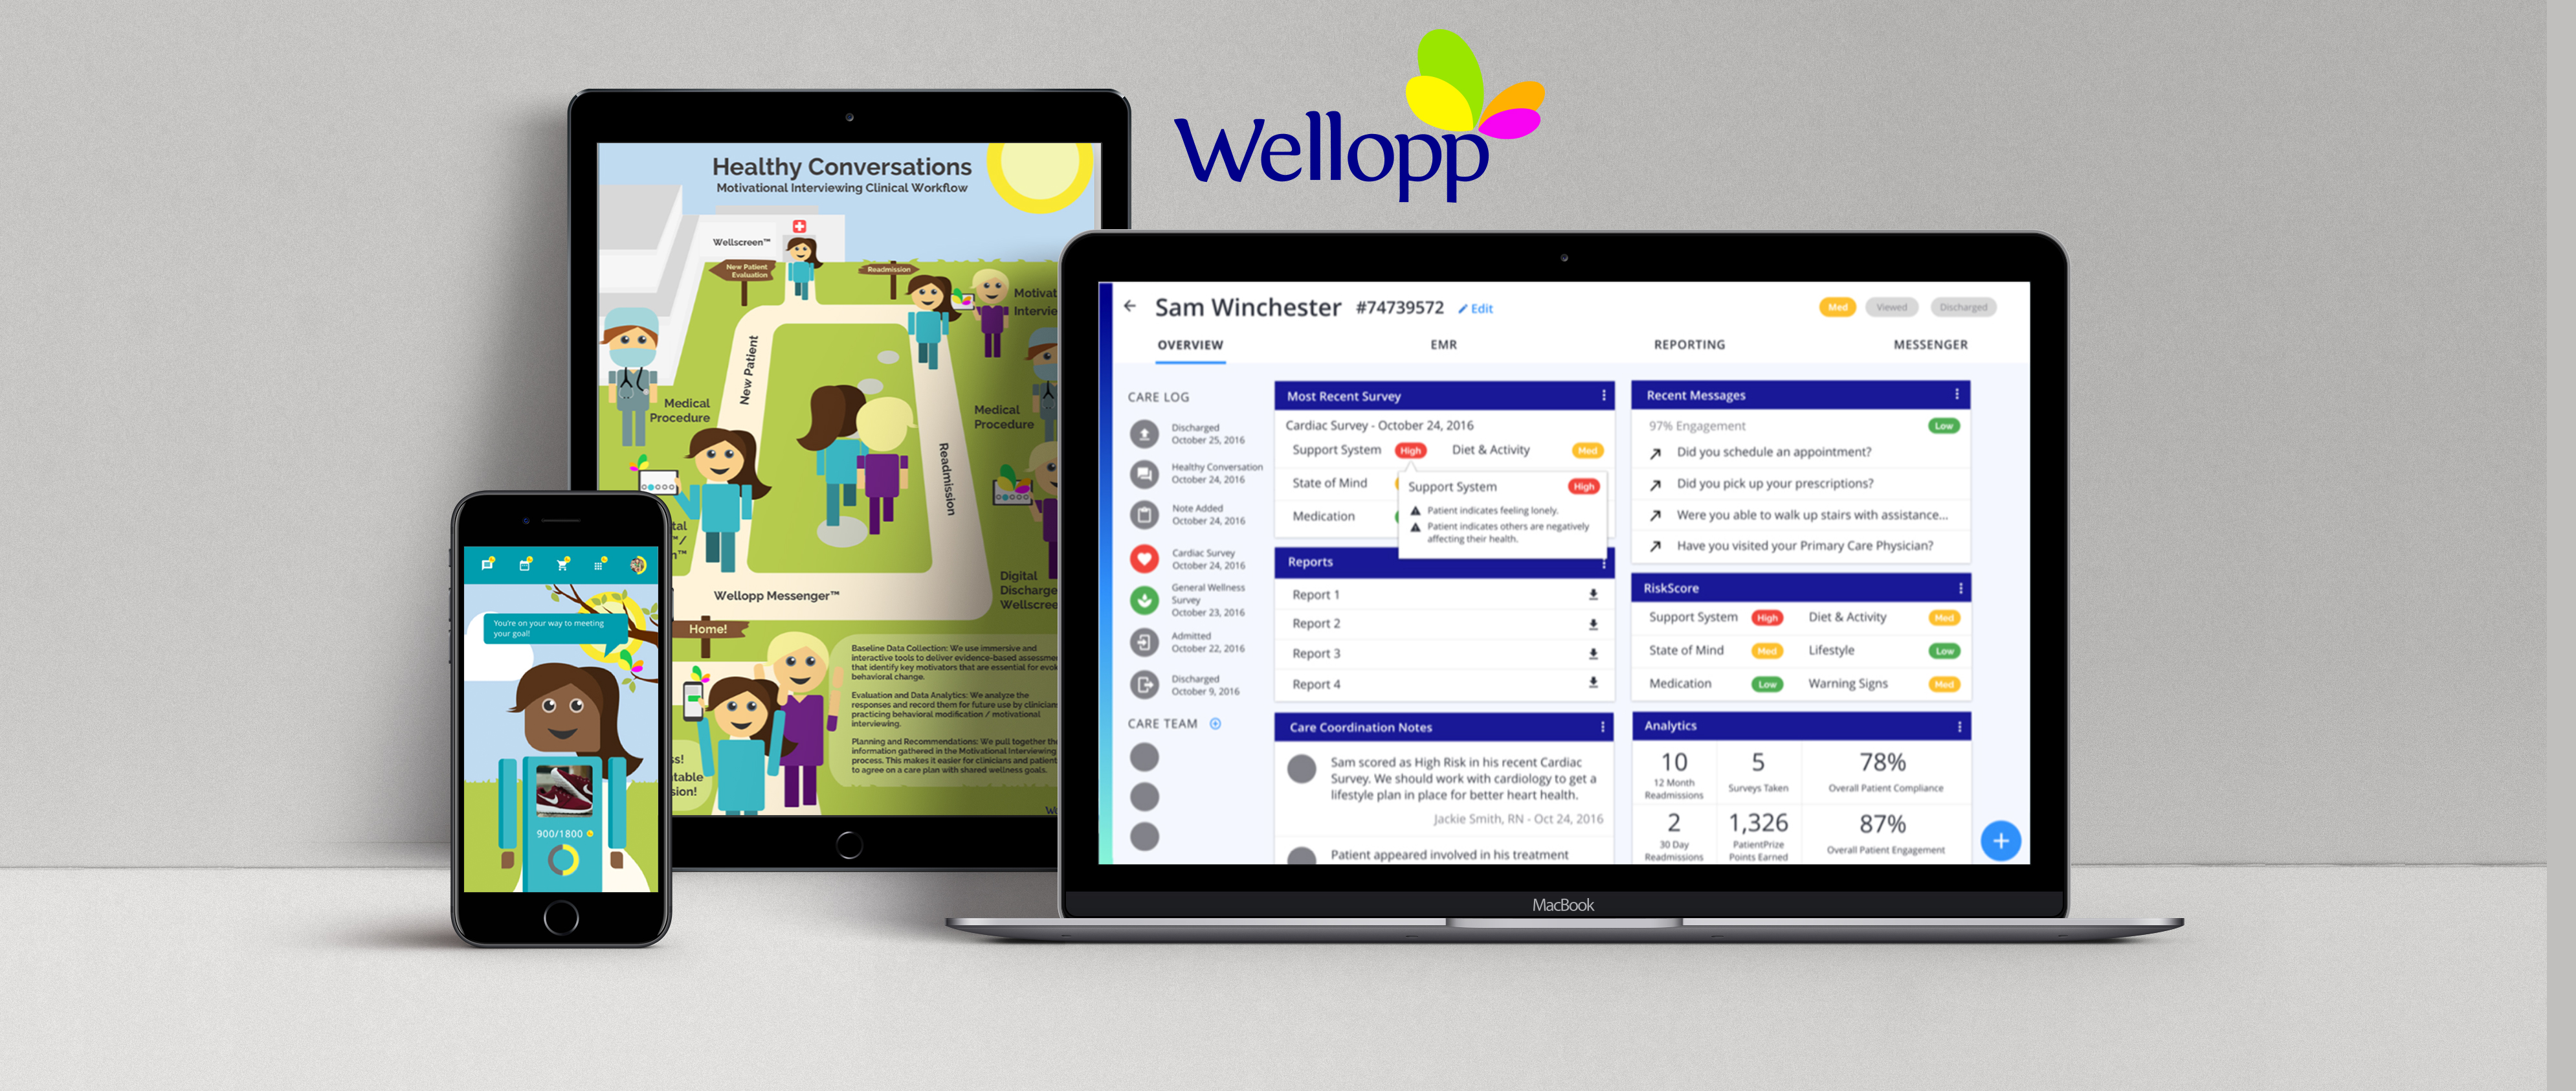 Wellopp
Healthy Conversations
Motivational Interviewing Clinical Workflow
Wellscreen™
New Patient
Evaluation
Readmission
Motivat
Intervie
New Patient
Medical
Procedure
Medical
Procedure
Readmission
tal
™/
n™
Wellopp Messenger™
Digital
Discharge
Wellscree
Home!
Baseline Data Collection: We use immersive and
interactive tools to deliver evidence-based assessme
that identify key motivators that are essential for evok
behavioral change.
Evaluation and Data Analytics: We analyze the
responses and record them for future use by clinician
practicing behavioral modification / motivational
interviewing.
Planning and Recommendations: We pull together the
information gathered in the Motivational Interviewing
process. This makes it easier for clinicians and patient
to agree on a care plan with shared wellness goals.
ss!
table
sion!
You're on your way to meeting
your goal!
900/1800
Sam Winchester #74739572 Edit
Med Viewed Discharged
OVERVIEW EMR REPORTING MESSENGER
CARE LOG
Discharged
October 25, 2016
Healthy Conversation
October 24, 2016
Note Added
October 24, 2016
Cardiac Survey
October 24, 2016
General Wellness
Survey
October 23, 2016
Admitted
October 22, 2016
Discharged
October 9, 2016
CARE TEAM
Most Recent Survey
Cardiac Survey - October 24, 2016
Support System High Diet & Activity Med
State of Mind
Medication
Support System High
Patient indicates feeling lonely.
Patient indicates others are negatively
affecting their health.
Reports
Report 1
Report 2
Report 3
Report 4
Care Coordination Notes
Sam scored as High Risk in his recent Cardiac
Survey. We should work with cardiology to get a
lifestyle plan in place for better heart health.
Jackie Smith, RN - Oct 24, 2016
Patient appeared involved in his treatment
Recent Messages
97% Engagement Low
Did you schedule an appointment?
Did you pick up your prescriptions?
Were you able to walk up stairs with assistance...
Have you visited your Primary Care Physician?
RiskScore
Support System High Diet & Activity Med
State of Mind Med Lifestyle Low
Medication Low Warning Signs Med
Analytics
10 5 78%
12 Month
Readmissions
Surveys Taken
Overall Patient Compliance
2 1,326 87%
30 Day
Readmissions
PatientPrize
Points Earned
Overall Patient Engagement
MacBook